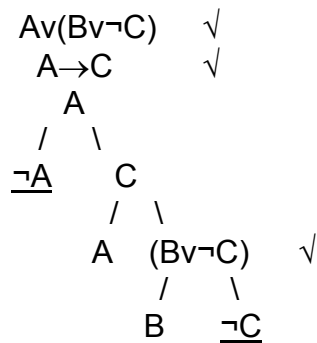 Av(Bv¬C) √
A→C √
A
/ \
¬A C
/ \
A (Bv¬C) √
/ \
B ¬C